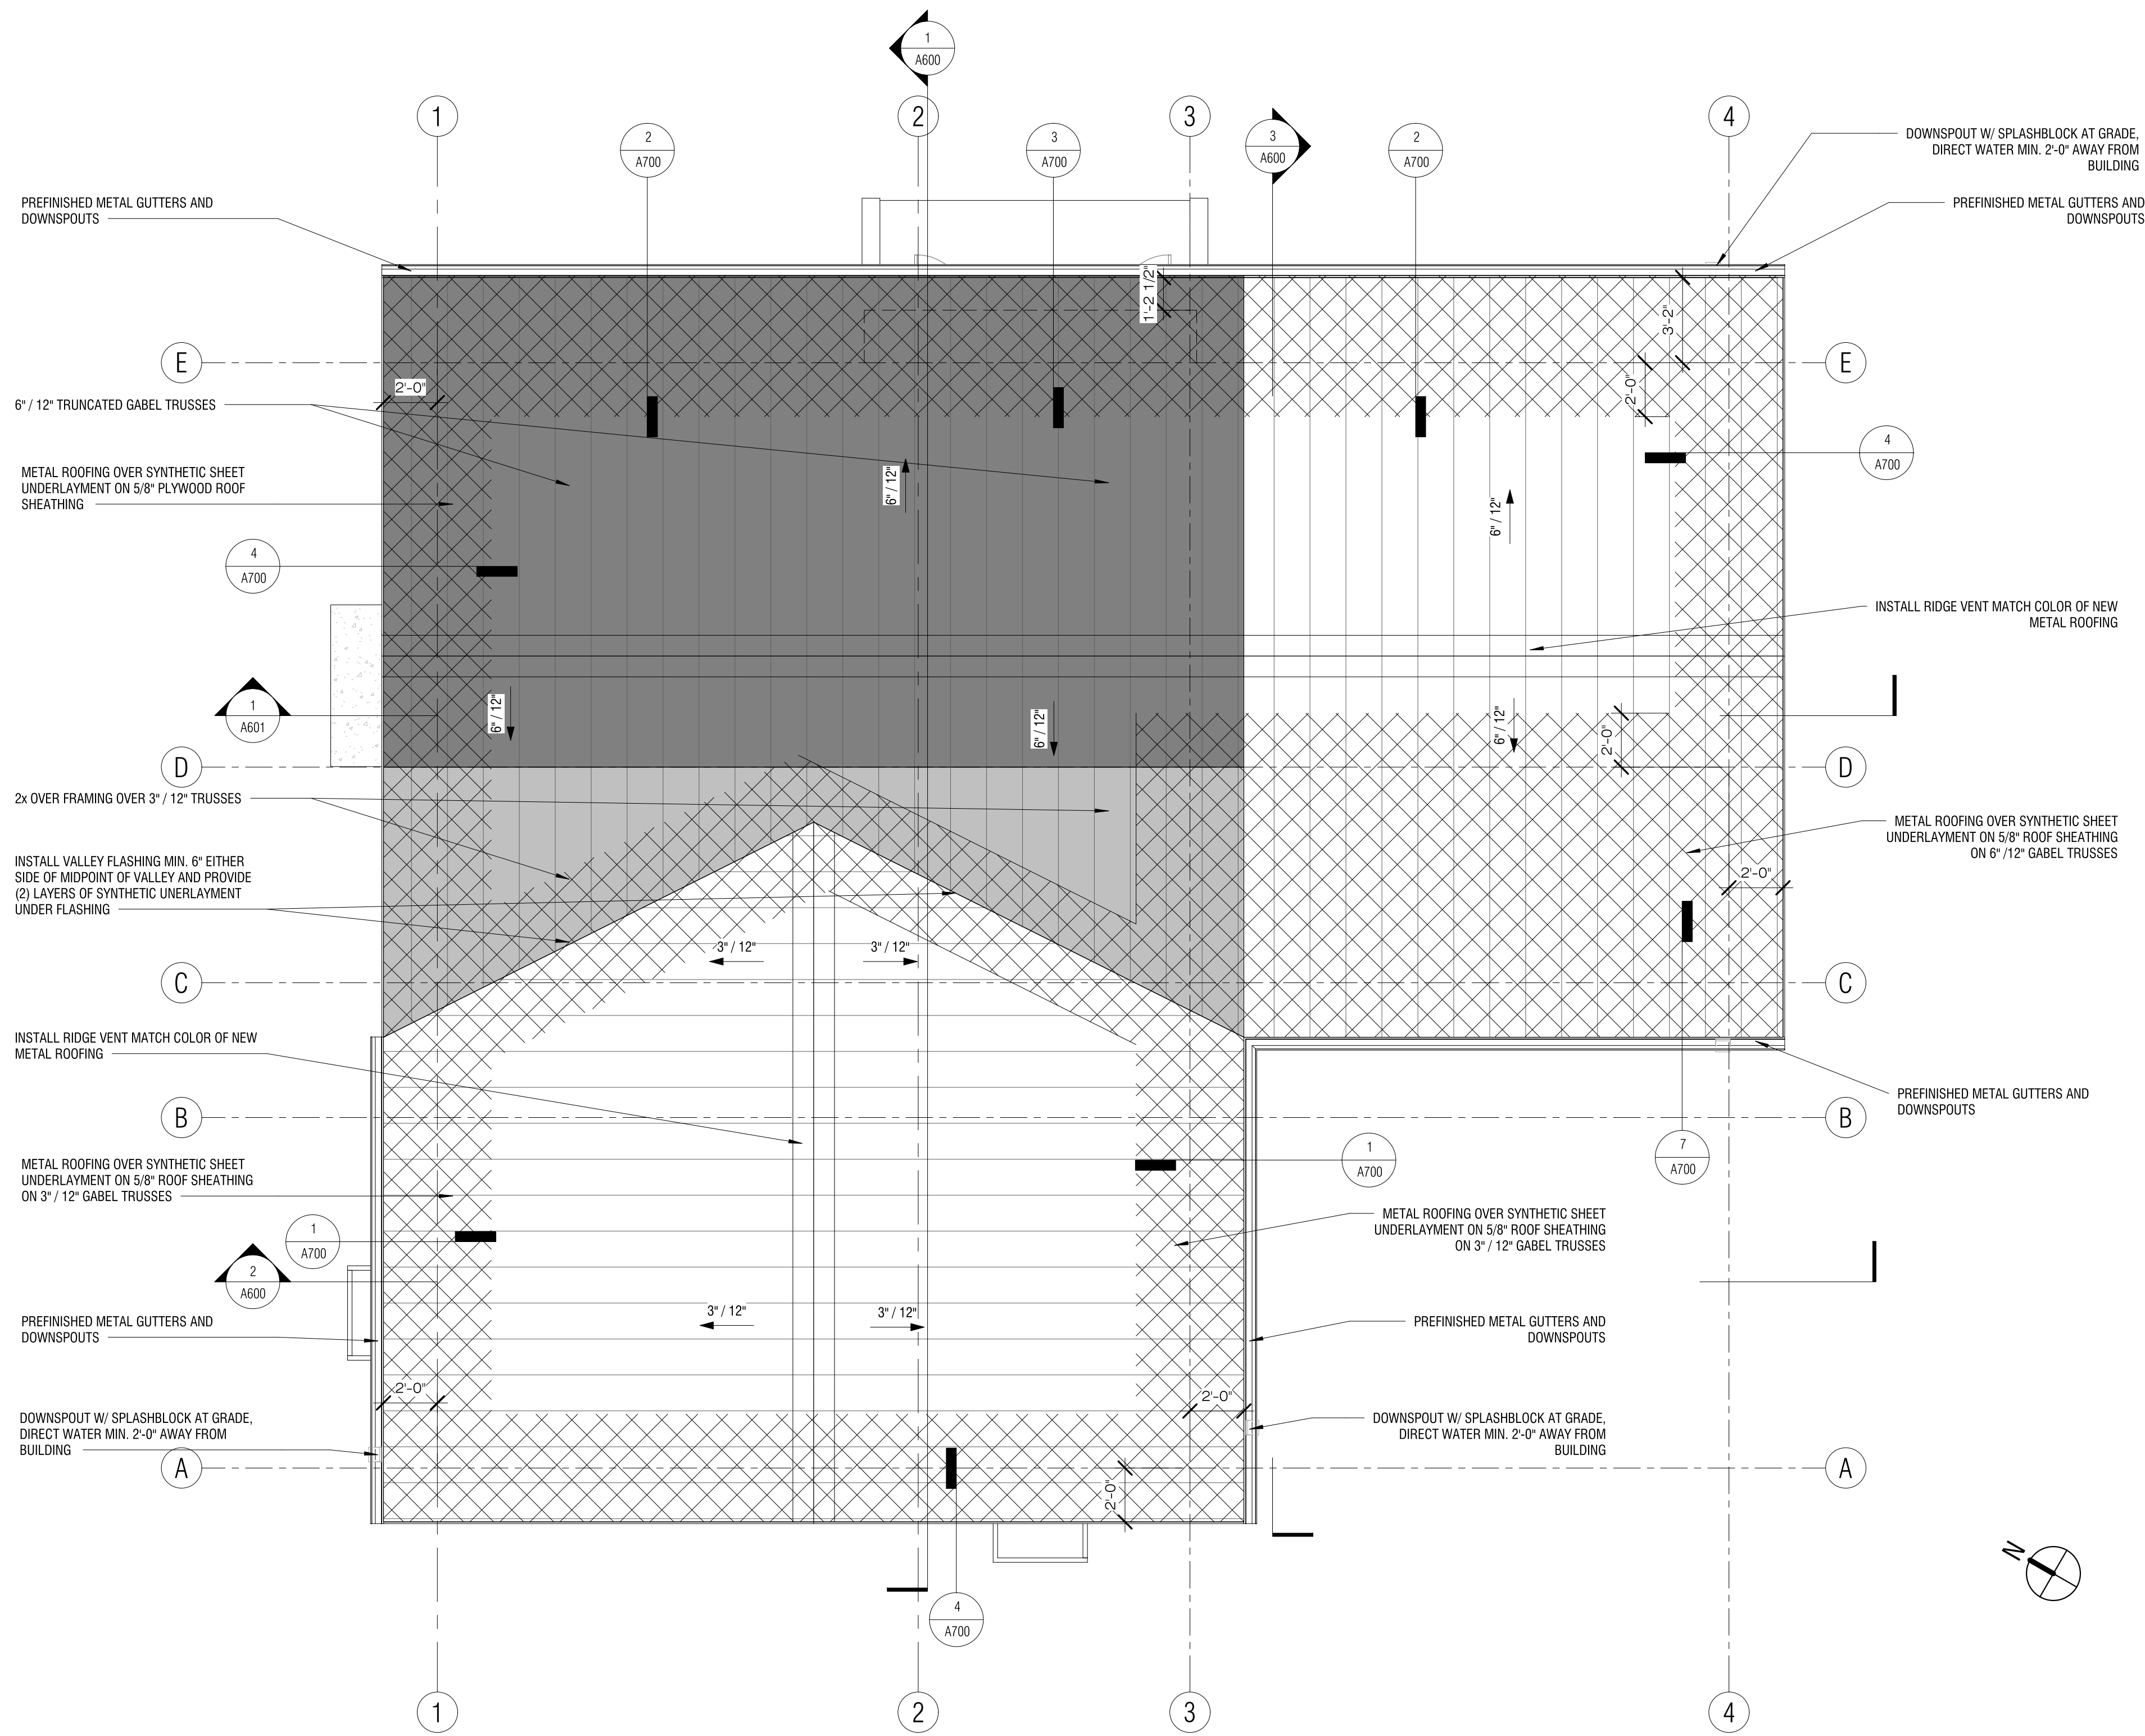 1
A600
1
2
3
4
2
A700
3
A700
3
A600
2
A700
DOWNSPOUT W/ SPLASHBLOCK AT GRADE,
DIRECT WATER MIN. 2'-0" AWAY FROM
BUILDING
PREFINISHED METAL GUTTERS AND
DOWNSPOUTS
PREFINISHED METAL GUTTERS AND
DOWNSPOUTS
1'-2 1/2"
3'-2"
E
E
2'-0"
2'-0"
6" / 12" TRUNCATED GABEL TRUSSES
4
A700
METAL ROOFING OVER SYNTHETIC SHEET
UNDERLAYMENT ON 5/8" PLYWOOD ROOF
SHEATHING
6" / 12"
6" / 12"
4
A700
INSTALL RIDGE VENT MATCH COLOR OF NEW
METAL ROOFING
1
A601
6" / 12"
6" / 12"
6" / 12"
2'-0"
D
D
2x OVER FRAMING OVER 3" / 12" TRUSSES
METAL ROOFING OVER SYNTHETIC SHEET
UNDERLAYMENT ON 5/8" ROOF SHEATHING
ON 6" /12" GABEL TRUSSES
INSTALL VALLEY FLASHING MIN. 6" EITHER
SIDE OF MIDPOINT OF VALLEY AND PROVIDE
(2) LAYERS OF SYNTHETIC UNERLAYMENT
UNDER FLASHING
2'-0"
3" / 12"
3" / 12"
C
C
INSTALL RIDGE VENT MATCH COLOR OF NEW
METAL ROOFING
PREFINISHED METAL GUTTERS AND
DOWNSPOUTS
B
B
1
A700
7
A700
METAL ROOFING OVER SYNTHETIC SHEET
UNDERLAYMENT ON 5/8" ROOF SHEATHING
ON 3" / 12" GABEL TRUSSES
METAL ROOFING OVER SYNTHETIC SHEET
UNDERLAYMENT ON 5/8" ROOF SHEATHING
ON 3" / 12" GABEL TRUSSES
1
A700
2
A600
3" / 12"
3" / 12"
PREFINISHED METAL GUTTERS AND
DOWNSPOUTS
PREFINISHED METAL GUTTERS AND
DOWNSPOUTS
2'-0"
2'-0"
DOWNSPOUT W/ SPLASHBLOCK AT GRADE,
DIRECT WATER MIN. 2'-0" AWAY FROM
BUILDING
DOWNSPOUT W/ SPLASHBLOCK AT GRADE,
DIRECT WATER MIN. 2'-0" AWAY FROM
BUILDING
A
A
2'-0"
N
4
A700
1
2
3
4